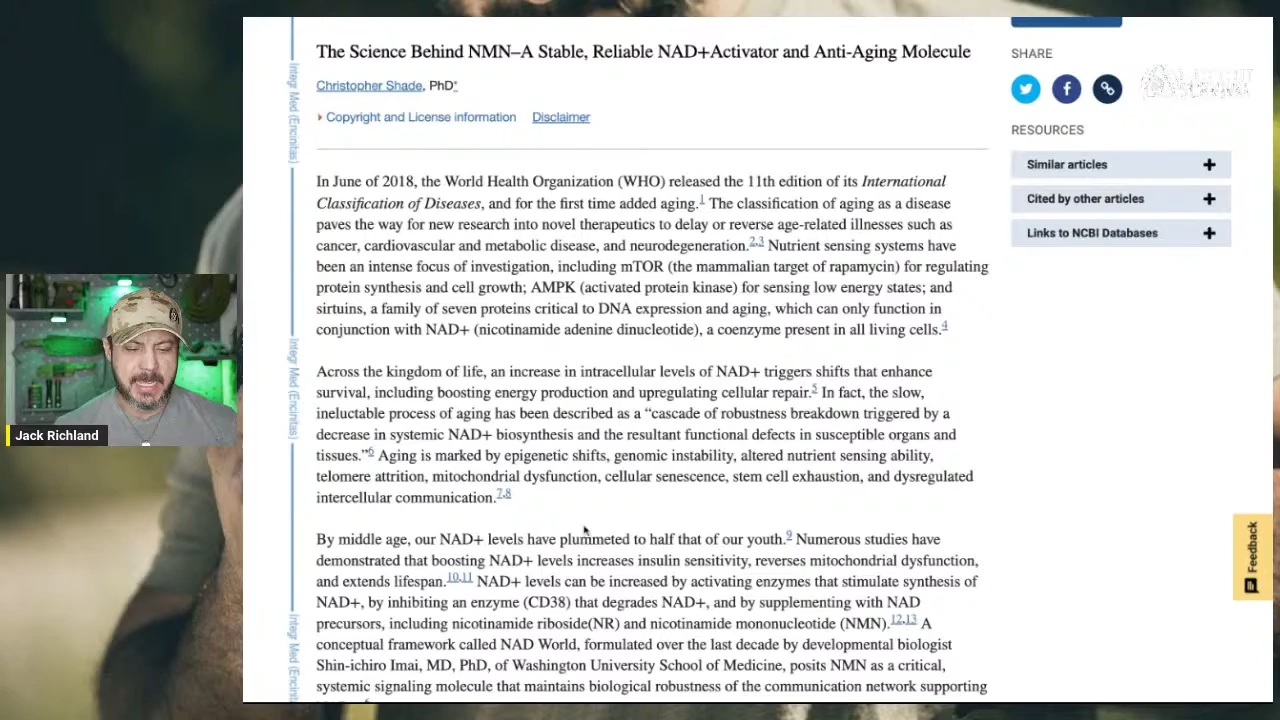 The Science Behind NMN–A Stable, Reliable NAD+Activator and Anti-Aging Molecule
Christopher Shade, PhD*
Copyright and License information Disclaimer
In June of 2018, the World Health Organization (WHO) released the 11th edition of its International
Classification of Diseases, and for the first time added aging.1 The classification of aging as a disease
paves the way for new research into novel therapeutics to delay or reverse age-related illnesses such as
cancer, cardiovascular and metabolic disease, and neurodegeneration.2,3 Nutrient sensing systems have
been an intense focus of investigation, including mTOR (the mammalian target of rapamycin) for regulating
protein synthesis and cell growth; AMPK (activated protein kinase) for sensing low energy states; and
sirtuins, a family of seven proteins critical to DNA expression and aging, which can only function in
conjunction with NAD+ (nicotinamide adenine dinucleotide), a coenzyme present in all living cells.4
Across the kingdom of life, an increase in intracellular levels of NAD+ triggers shifts that enhance
survival, including boosting energy production and upregulating cellular repair.5 In fact, the slow,
ineluctable process of aging has been described as a “cascade of robustness breakdown triggered by a
decrease in systemic NAD+ biosynthesis and the resultant functional defects in susceptible organs and
tissues.”6 Aging is marked by epigenetic shifts, genomic instability, altered nutrient sensing ability,
telomere attrition, mitochondrial dysfunction, cellular senescence, stem cell exhaustion, and dysregulated
intercellular communication.7,8
By middle age, our NAD+ levels have plummeted to half that of our youth.9 Numerous studies have
demonstrated that boosting NAD+ levels increases insulin sensitivity, reverses mitochondrial dysfunction,
and extends lifespan.10,11 NAD+ levels can be increased by activating enzymes that stimulate synthesis of
NAD+, by inhibiting an enzyme (CD38) that degrades NAD+, and by supplementing with NAD
precursors, including nicotinamide riboside(NR) and nicotinamide mononucleotide (NMN).12,13 A
conceptual framework called NAD World, formulated over the last decade by developmental biologist
Shin-ichiro Imai, MD, PhD, of Washington University School of Medicine, posits NMN as a critical,
systemic signaling molecule that maintains biological robustness of the communication network supporting
SHARE
RESOURCES
Similar articles +
Cited by other articles +
Links to NCBI Databases +
Feedback
Jack Richland